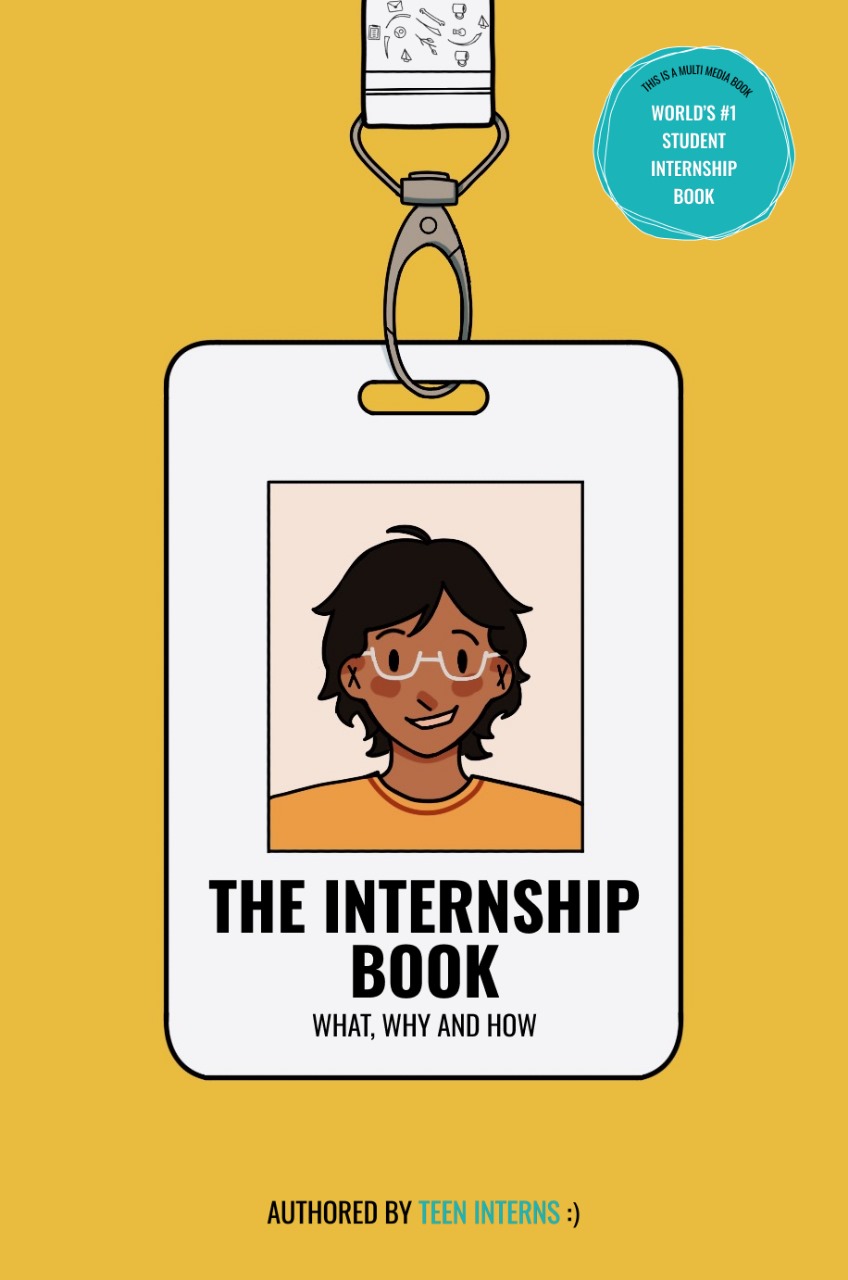 THIS IS A MULTI MEDIA BOOK
WORLD'S #1
STUDENT
INTERNSHIP
BOOK
THE INTERNSHIP
BOOK
WHAT, WHY AND HOW
AUTHORED BY TEEN INTERNS :)